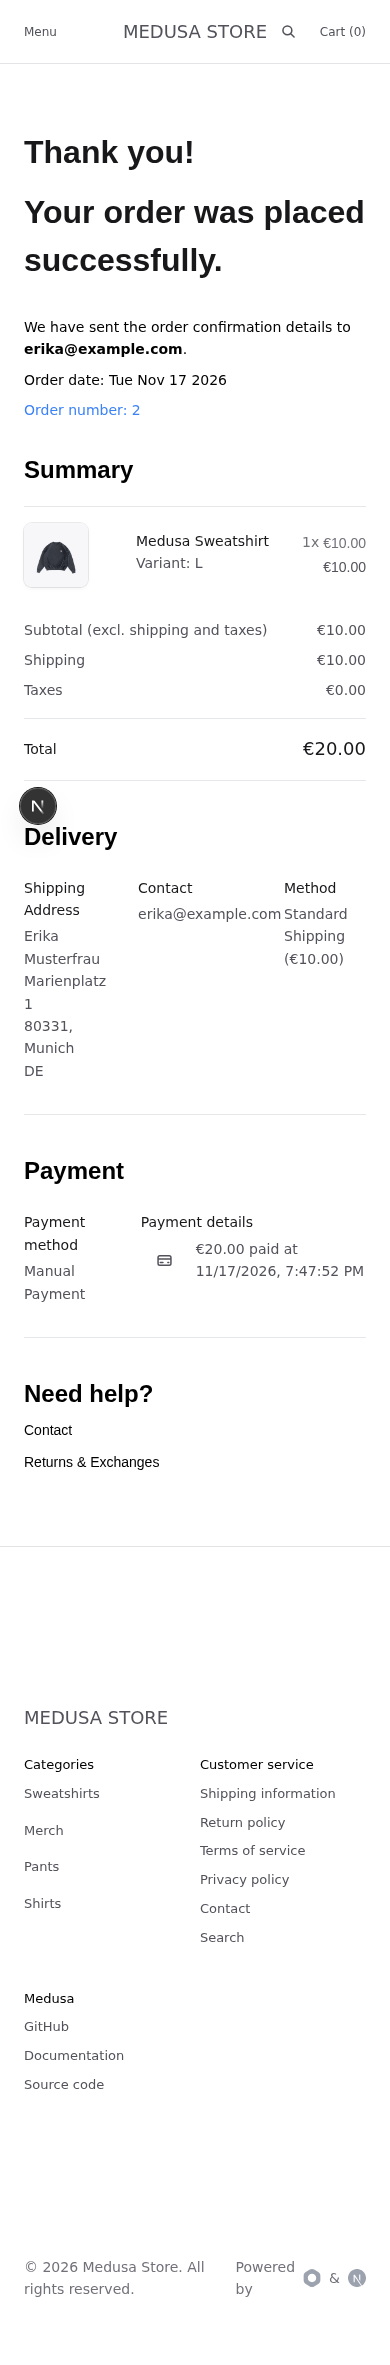 Menu
MEDUSA STORE
Cart (0)
Thank you!
Your order was placed
successfully.
We have sent the order confirmation details to
erika@example.com.
Order date: Tue Nov 17 2026
Order number: 2
Summary
Medusa Sweatshirt
Variant: L
1x €10.00
€10.00
Subtotal (excl. shipping and taxes) €10.00
Shipping €10.00
Taxes €0.00
Total €20.00
N
Delivery
Shipping
Address
Erika
Musterfrau
Marienplatz
1
80331,
Munich
DE
Contact
erika@example.com
Method
Standard
Shipping
(€10.00)
Payment
Payment
method
Manual
Payment
Payment details
€20.00 paid at
11/17/2026, 7:47:52 PM
Need help?
Contact
Returns & Exchanges
MEDUSA STORE
Categories
Sweatshirts
Merch
Pants
Shirts
Customer service
Shipping information
Return policy
Terms of service
Privacy policy
Contact
Search
Medusa
GitHub
Documentation
Source code
© 2026 Medusa Store. All
rights reserved.
Powered
by
& N